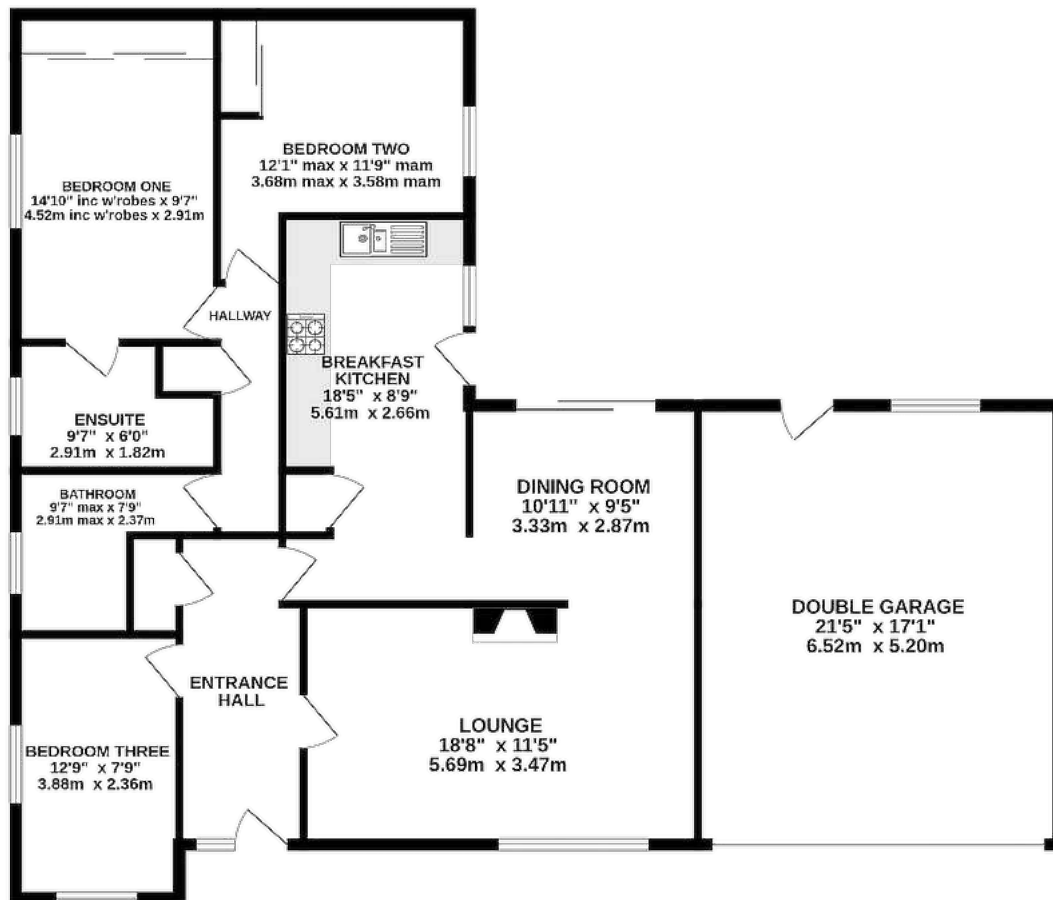 BEDROOM TWO
12'1" max x 11'9" mam
3.68m max x 3.58m mam
BEDROOM ONE
14'10" inc w'robes x 9'7"
4.52m inc w'robes x 2.91m
HALLWAY
BREAKFAST
KITCHEN
18'5" x 8'9"
5.61m x 2.66m
ENSUITE
9'7" x 6'0"
2.91m x 1.82m
BATHROOM
9'7" max x 7'9"
2.91m max x 2.37m
DINING ROOM
10'11" x 9'5"
3.33m x 2.87m
DOUBLE GARAGE
21'5" x 17'1"
6.52m x 5.20m
ENTRANCE
HALL
LOUNGE
18'8" x 11'5"
5.69m x 3.47m
BEDROOM THREE
12'9" x 7'9"
3.88m x 2.36m